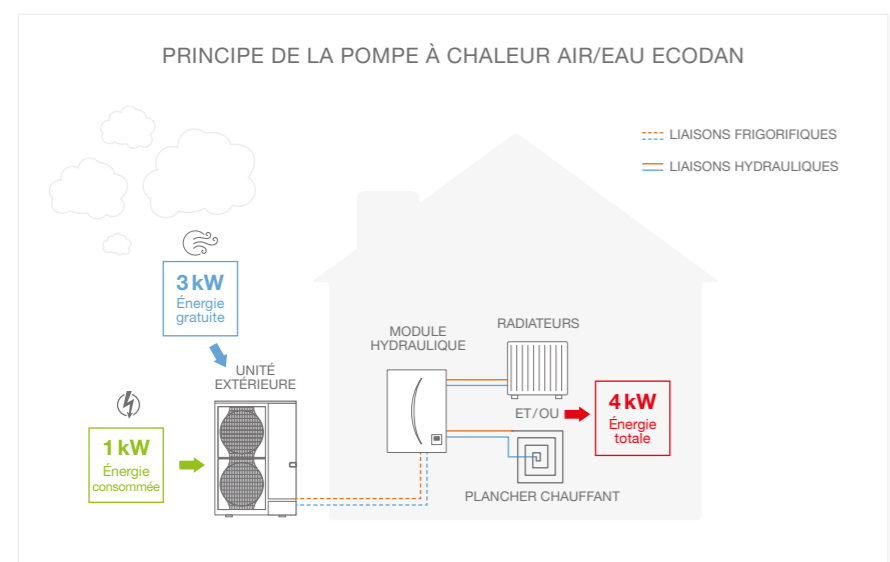 PRINCIPE DE LA POMPE À CHALEUR AIR/EAU ECODAN
LIAISONS FRIGORIFIQUES
LIAISONS HYDRAULIQUES
3 kW
Énergie
gratuite
UNITÉ
EXTÉRIEURE
1 kW
Énergie
consommée
MODULE
HYDRAULIQUE
RADIATEURS
ET / OU
PLANCHER CHAUFFANT
4 kW
Énergie
totale